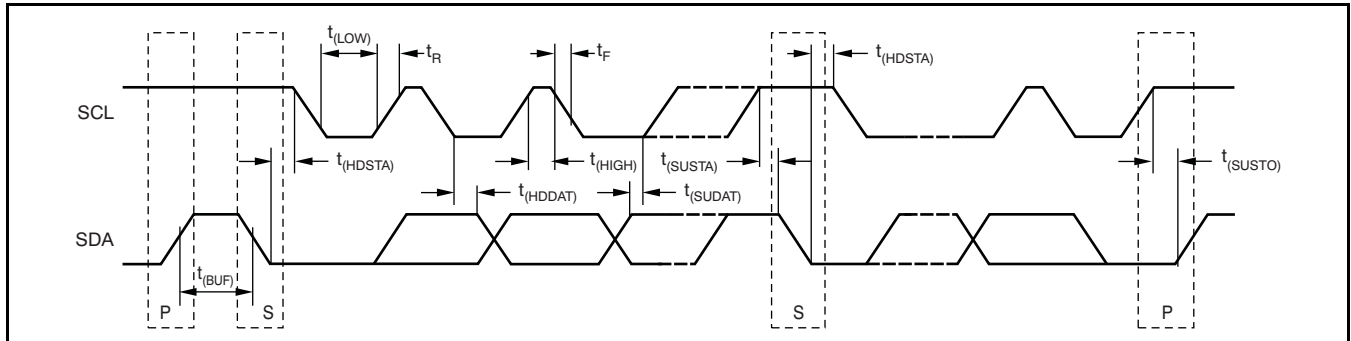 t(LOW)
tR
tF
t(HDSTA)
SCL
t(HDSTA)
t(HIGH)
t(SUSTA)
t(SUSTO)
t(HDDAT)
t(SUDAT)
SDA
t(BUF)
P
S
S
P